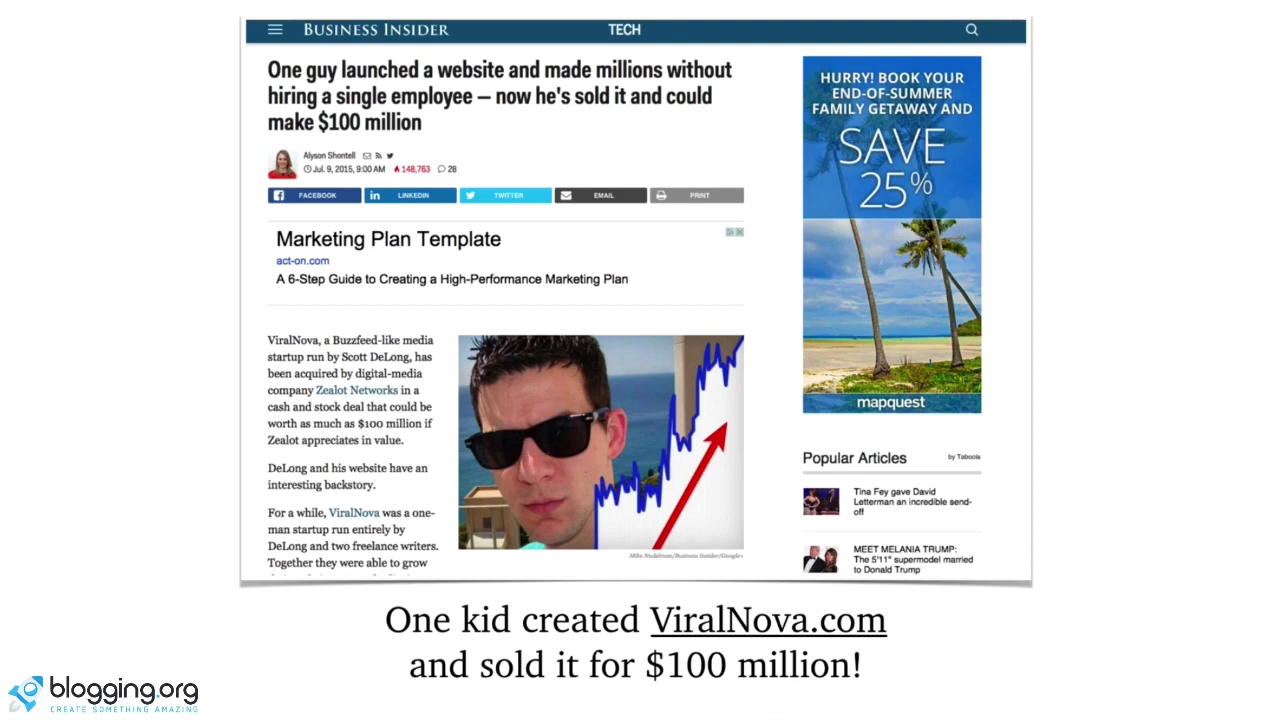 BUSINESS INSIDER
TECH
One guy launched a website and made millions without
hiring a single employee — now he's sold it and could
make $100 million
Alyson Shontell
Jul. 9, 2015, 9:00 AM 148,763 28
FACEBOOK
LINKEDIN
TWITTER
EMAIL
PRINT
Marketing Plan Template
act-on.com
A 6-Step Guide to Creating a High-Performance Marketing Plan
ViralNova, a Buzzfeed-like media
startup run by Scott DeLong, has
been acquired by digital-media
company Zealot Networks in a
cash and stock deal that could be
worth as much as $100 million if
Zealot appreciates in value.
DeLong and his website have an
interesting backstory.
For a while, ViralNova was a one-
man startup run entirely by
DeLong and two freelance writers.
Together they were able to grow
Mike Nudelman/Business Insider/Google+
HURRY! BOOK YOUR
END-OF-SUMMER
FAMILY GETAWAY AND
SAVE
25%
mapquest
Popular Articles
by Taboola
Tina Fey gave David
Letterman an incredible send-
off
MEET MELANIA TRUMP:
The 5'11" supermodel married
to Donald Trump
One kid created ViralNova.com
and sold it for $100 million!
blogging.org
CREATE SOMETHING AMAZING